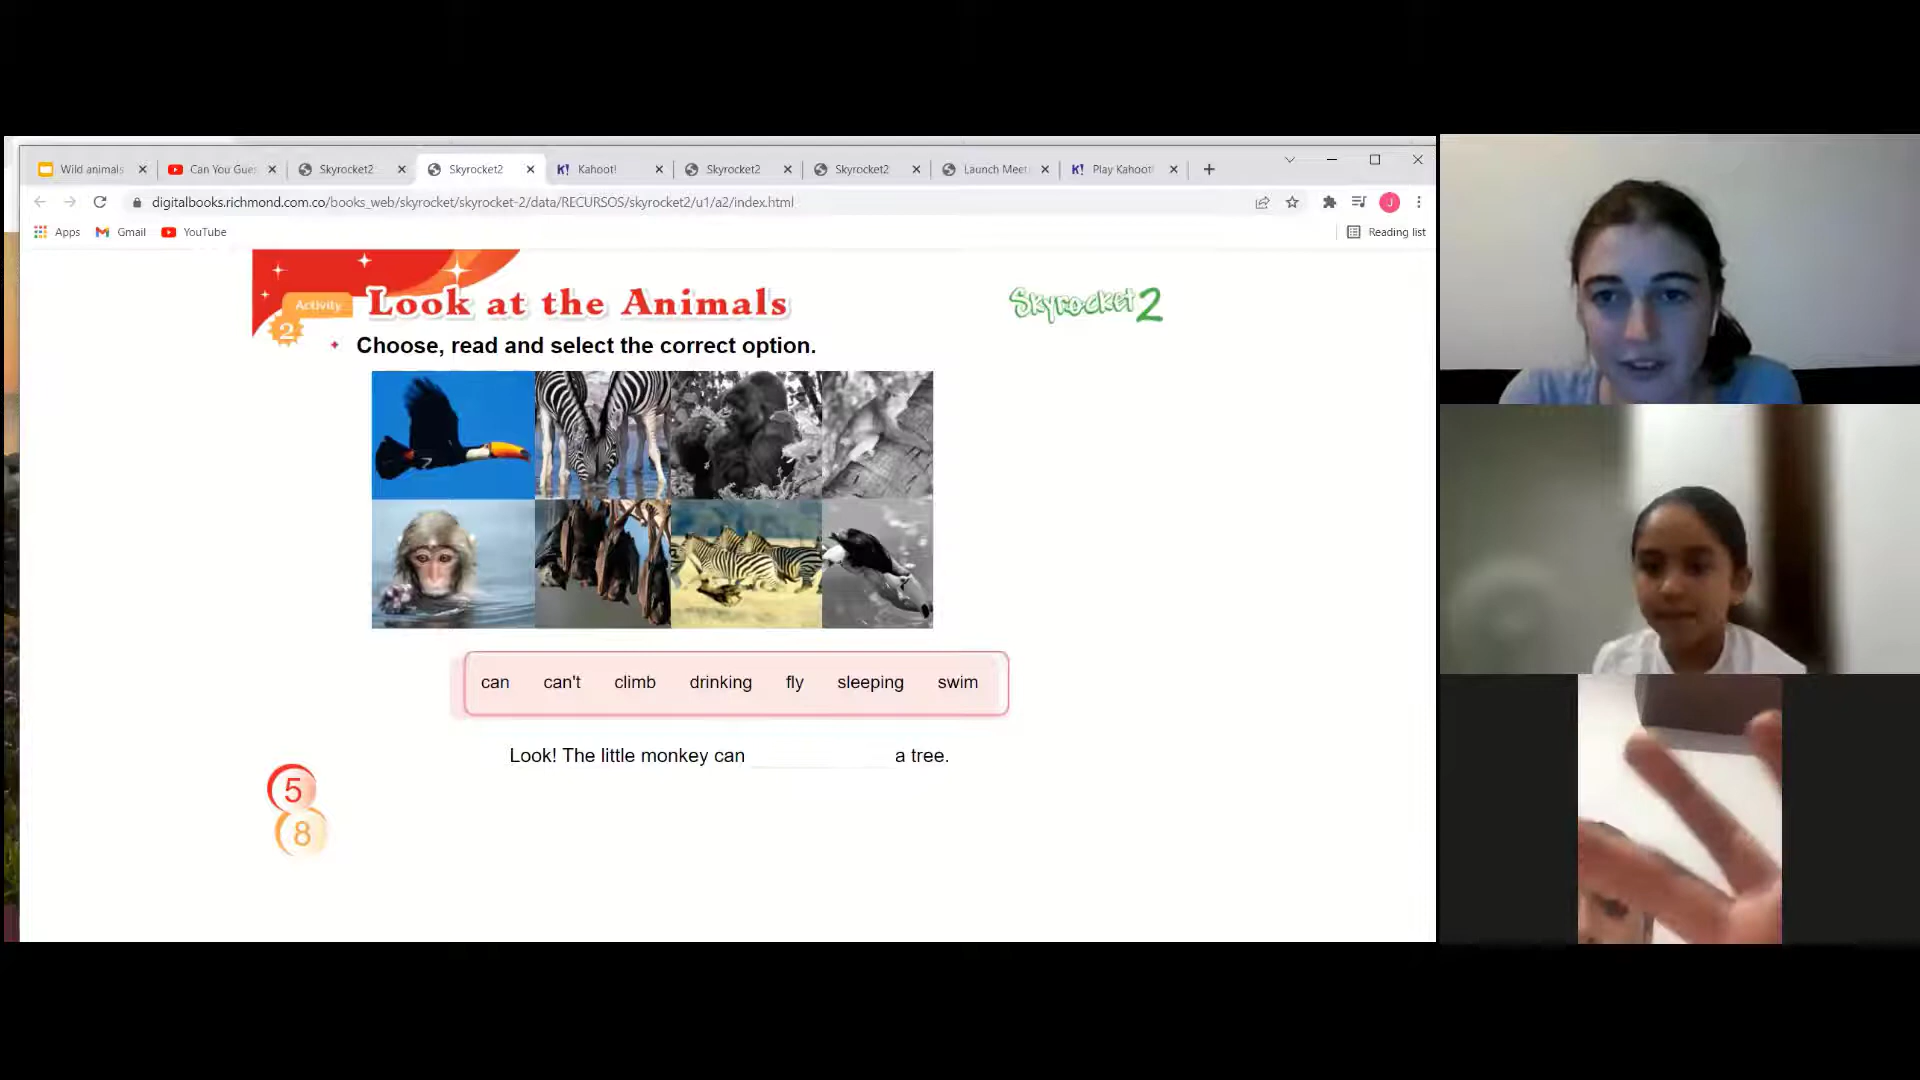 Wild animals
Can You Gues
Skyrocket2
Skyrocket2
Kahoot!
Skyrocket2
Skyrocket2
Launch Meet
Play Kahoot!
digitalbooks.richmond.com.co/books_web/skyrocket/skyrocket-2/data/RECURSOS/skyrocket2/u1/a2/index.html
J
Apps
Gmail
YouTube
Reading list
Activity
2
Look at the Animals
Skyrocket 2
Choose, read and select the correct option.
can can't climb drinking fly sleeping swim
Look! The little monkey can a tree.
5
8